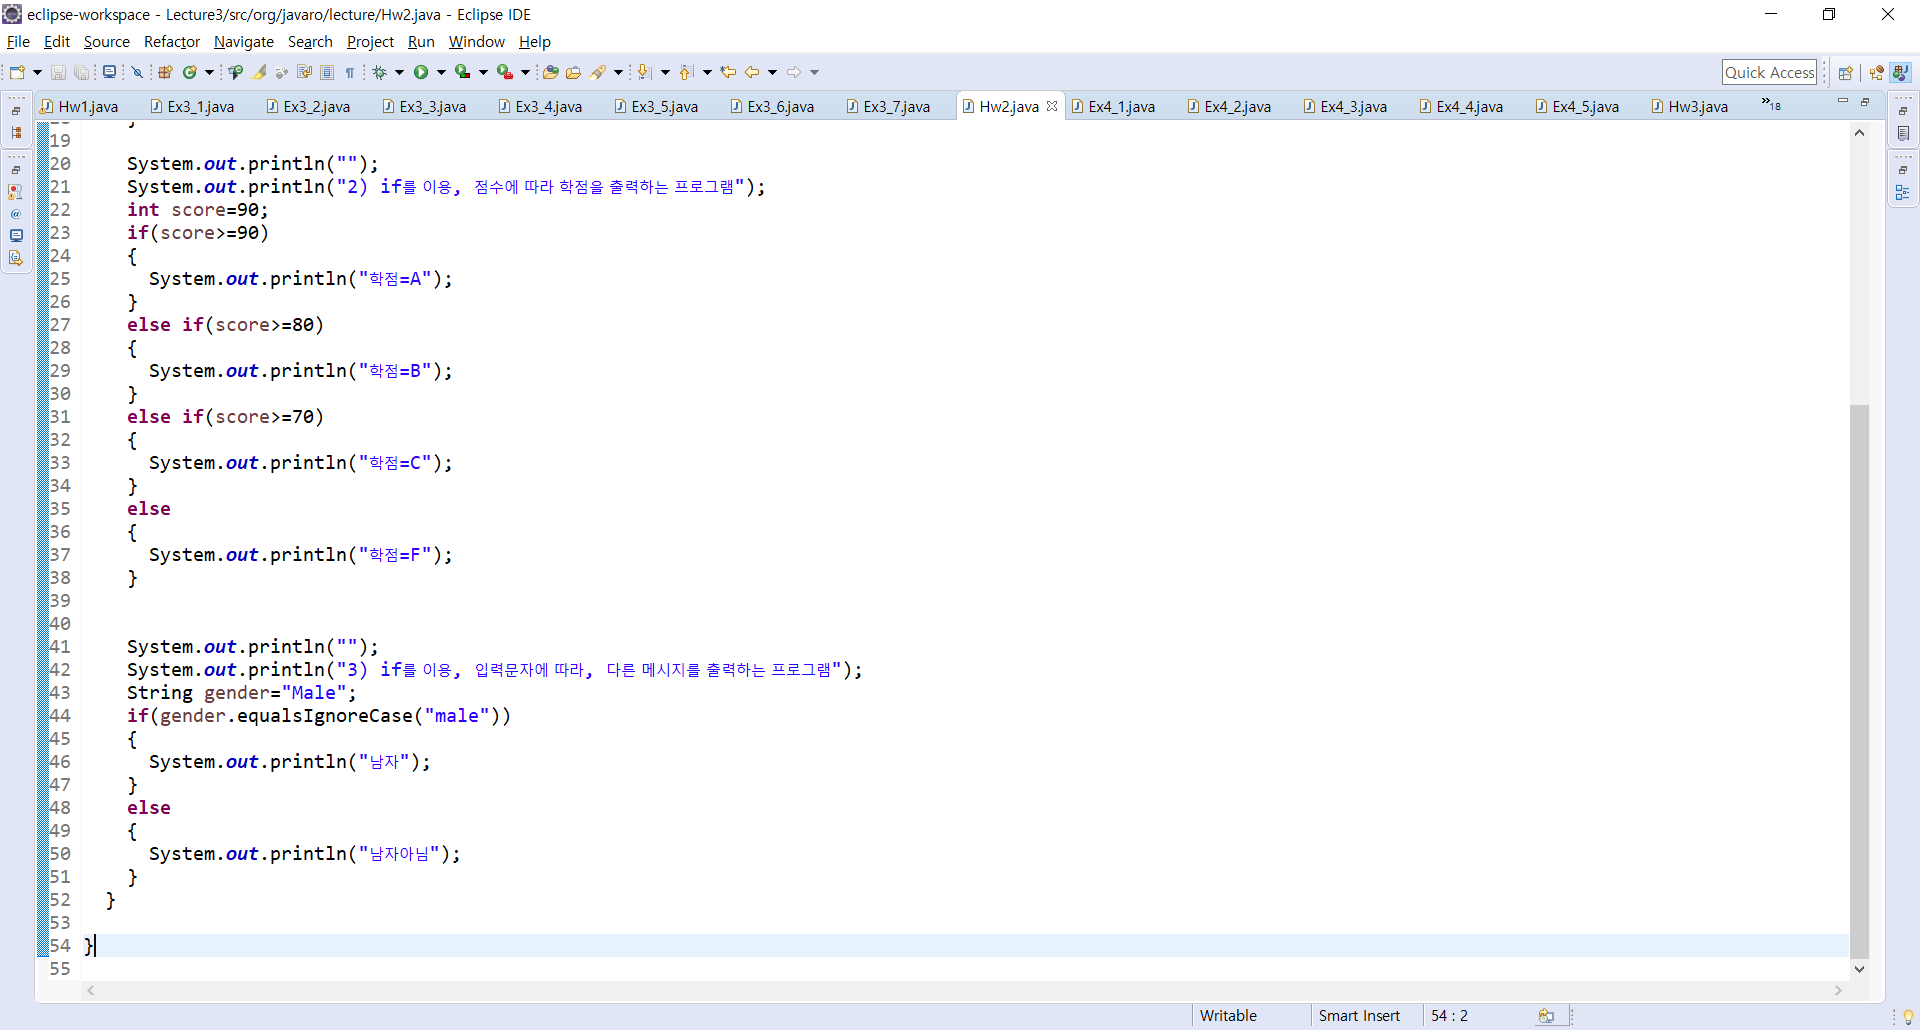 eclipse-workspace - Lecture3/src/org/javaro/lecture/Hw2.java - Eclipse IDE
File Edit Source Refactor Navigate Search Project Run Window Help
Quick Access
Hw1.java Ex3_1.java Ex3_2.java Ex3_3.java Ex3_4.java Ex3_5.java Ex3_6.java Ex3_7.java Hw2.java Ex4_1.java Ex4_2.java Ex4_3.java Ex4_4.java Ex4_5.java Hw3.java »18
19
20 System.out.println("");
21 System.out.println("2) if를 이용, 점수에 따라 학점을 출력하는 프로그램");
22 int score=90;
23 if(score>=90)
24 {
25 System.out.println("학점=A");
26 }
27 else if(score>=80)
28 {
29 System.out.println("학점=B");
30 }
31 else if(score>=70)
32 {
33 System.out.println("학점=C");
34 }
35 else
36 {
37 System.out.println("학점=F");
38 }
39
40
41 System.out.println("");
42 System.out.println("3) if를 이용, 입력문자에 따라, 다른 메시지를 출력하는 프로그램");
43 String gender="Male";
44 if(gender.equalsIgnoreCase("male"))
45 {
46 System.out.println("남자");
47 }
48 else
49 {
50 System.out.println("남자아님");
51 }
52 }
53
54 }
55
Writable Smart Insert 54 : 2